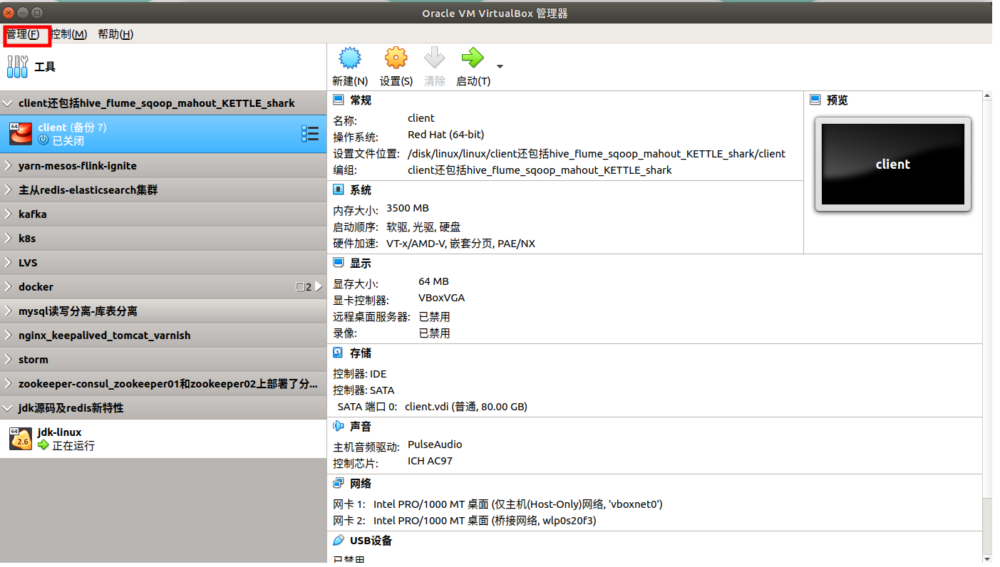 Oracle VM VirtualBox 管理器
管理(F) 控制(M) 帮助(H)
工具
新建(N) 设置(S) 清除 启动(T)
client还包括hive_flume_sqoop_mahout_KETTLE_shark
64 client (备份 7)
已关闭
yarn-mesos-flink-ignite
主从redis-elasticsearch集群
kafka
k8s
LVS
docker 2
mysql读写分离-库表分离
nginx_keepalived_tomcat_varnish
storm
zookeeper-consul_zookeeper01和zookeeper02上部署了分...
jdk源码及redis新特性
64 2.6 jdk-linux
正在运行
常规
名称: client
操作系统: Red Hat (64-bit)
设置文件位置: /disk/linux/linux/client还包括hive_flume_sqoop_mahout_KETTLE_shark/client
编组: client还包括hive_flume_sqoop_mahout_KETTLE_shark
预览
client
系统
内存大小: 3500 MB
启动顺序: 软驱, 光驱, 硬盘
硬件加速: VT-x/AMD-V, 嵌套分页, PAE/NX
显示
显存大小: 64 MB
显卡控制器: VBoxVGA
远程桌面服务器: 已禁用
录像: 已禁用
存储
控制器: IDE
控制器: SATA
SATA 端口 0: client.vdi (普通, 80.00 GB)
声音
主机音频驱动: PulseAudio
控制芯片: ICH AC97
网络
网卡 1: Intel PRO/1000 MT 桌面 (仅主机(Host-Only)网络, 'vboxnet0')
网卡 2: Intel PRO/1000 MT 桌面 (桥接网络, wlp0s20f3)
USB设备
已禁用